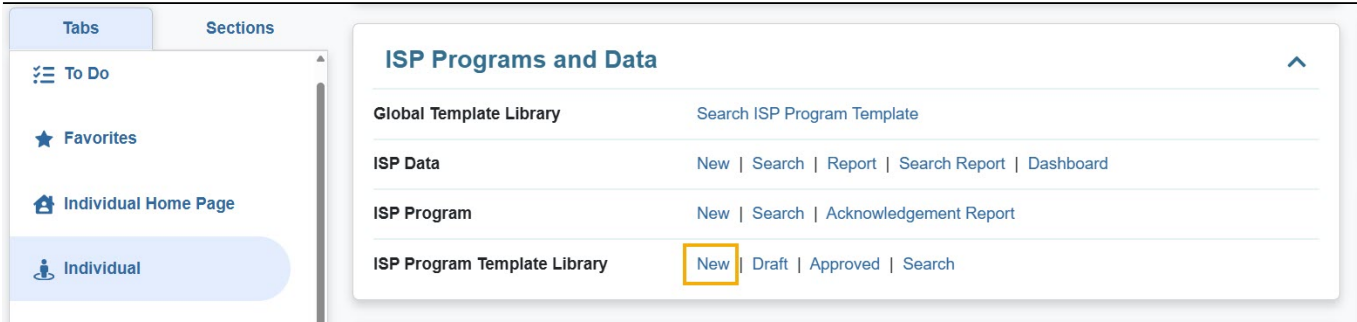 Tabs Sections
To Do
Favorites
Individual Home Page
Individual
ISP Programs and Data
Global Template Library Search ISP Program Template
ISP Data New | Search | Report | Search Report | Dashboard
ISP Program New | Search | Acknowledgement Report
ISP Program Template Library New | Draft | Approved | Search